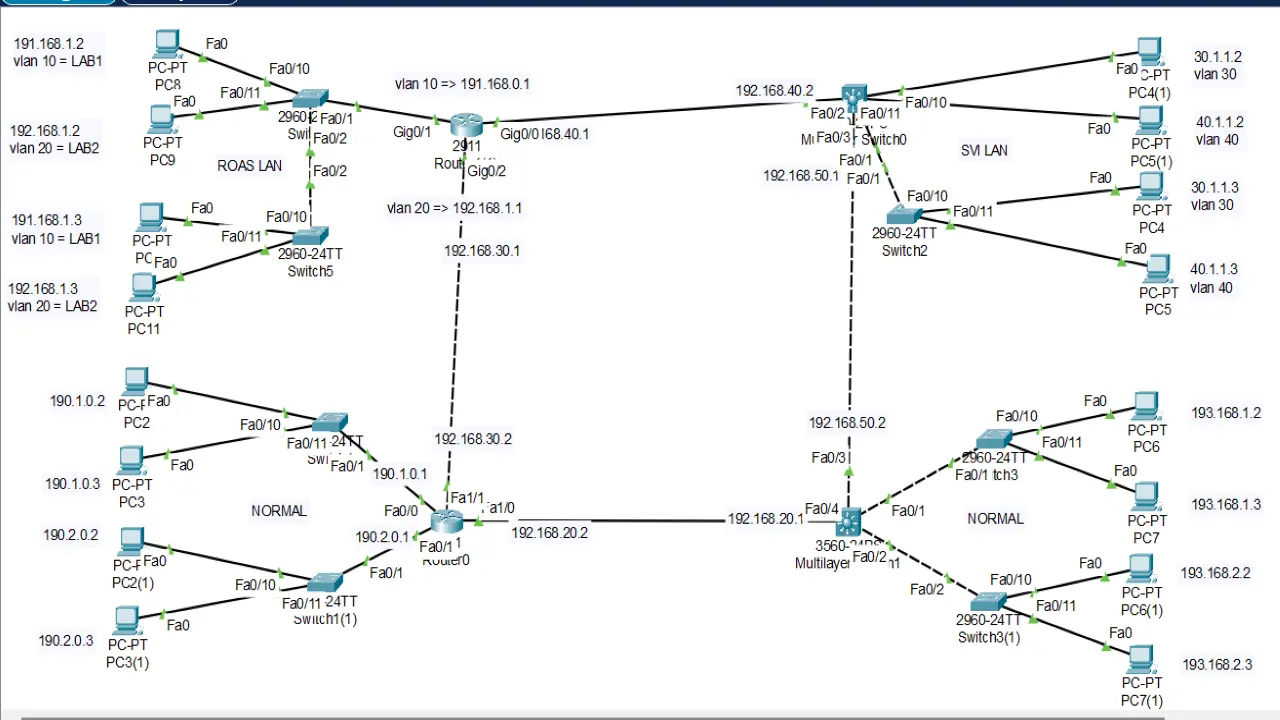 191.168.1.2
vlan 10 = LAB1
Fa0
PC-PT
PC8
Fa0/10
Fa0
Fa0/11
192.168.1.2
vlan 20 = LAB2
PC-PT
PC9
Fa0/1
Fa0/2
ROAS LAN
Fa0/2
vlan 10 => 191.168.0.1
Gig0/1
2911
Gig0/0
168.40.1
Gig0/2
vlan 20 => 192.168.1.1
192.168.30.1
191.168.1.3
vlan 10 = LAB1
Fa0
PC-PT
Fa0/10
Fa0/11
Fa0
2960-24TT
Switch5
192.168.1.3
vlan 20 = LAB2
PC-PT
PC11
192.168.40.2
Fa0/2
Fa0/11
Fa0/10
Fa0/3
Switch0
Fa0/1
Fa0/1
192.168.50.1
SVI LAN
Fa0
PC-PT
PC4(1)
30.1.1.2
vlan 30
Fa0
PC-PT
PC5(1)
40.1.1.2
vlan 40
Fa0
PC-PT
PC4
30.1.1.3
vlan 30
Fa0/10
Fa0/11
2960-24TT
Switch2
Fa0
PC-PT
PC5
40.1.1.3
vlan 40
190.1.0.2
Fa0
PC2
Fa0/10
Fa0/11
24TT
Fa0/1
190.1.0.3
Fa0
PC-PT
PC3
190.1.0.1
Fa0/0
NORMAL
192.168.30.2
Fa1/1
a1/0
192.168.20.2
190.2.0.1
Fa0/1
Router0
190.2.0.2
Fa0
PC2(1)
Fa0/10
Fa0/1
Fa0/11
24TT
Switch1(1)
190.2.0.3
Fa0
PC-PT
PC3(1)
192.168.50.2
Fa0/3
Fa0/4
192.168.20.1
Fa0/1
Fa0/2
Multilayer
Fa0/10
Fa0/11
2960-24TT
Fa0/1
tch3
NORMAL
Fa0
PC-PT
PC6
193.168.1.2
Fa0
PC-PT
PC7
193.168.1.3
Fa0/2
Fa0/10
Fa0/11
2960-24TT
Switch3(1)
Fa0
PC-PT
PC6(1)
193.168.2.2
Fa0
PC-PT
PC7(1)
193.168.2.3